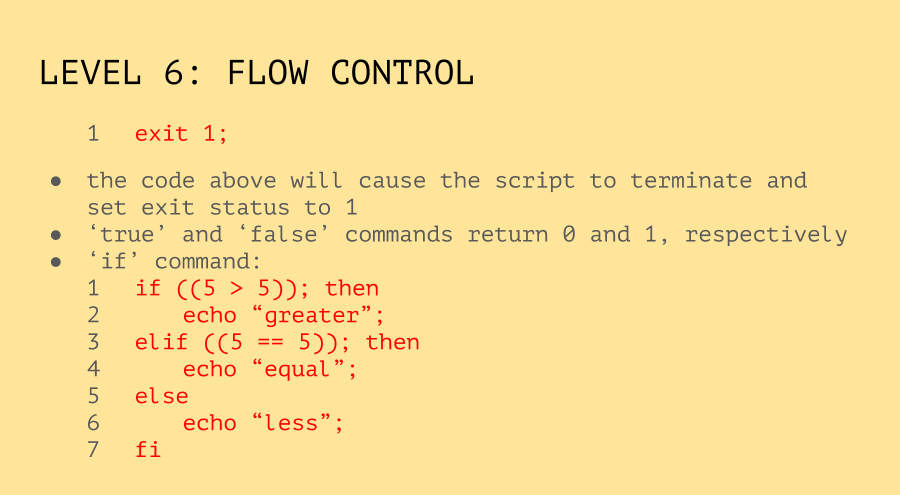 LEVEL 6: FLOW CONTROL
1 exit 1;
● the code above will cause the script to terminate and
set exit status to 1
● ‘true’ and ‘false’ commands return 0 and 1, respectively
● ‘if’ command:
1 if ((5 > 5)); then
2 echo “greater”;
3 elif ((5 == 5)); then
4 echo “equal”;
5 else
6 echo “less”;
7 fi